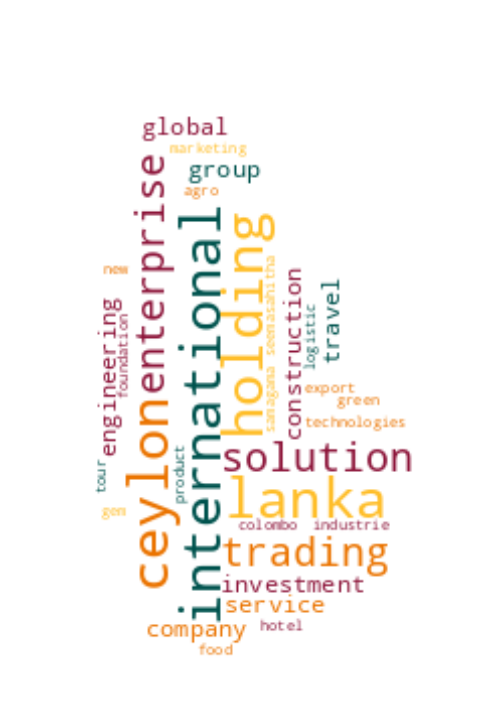 global
marketing
group
agro
enterprise
international
holding
new
samagama seemasahitha
construction
logistic
travel
engineering
foundation
export
green
technologies
ceylon
solution
tour
product
lanka
gem
colombo industrie
trading
investment
service
company
hotel
food